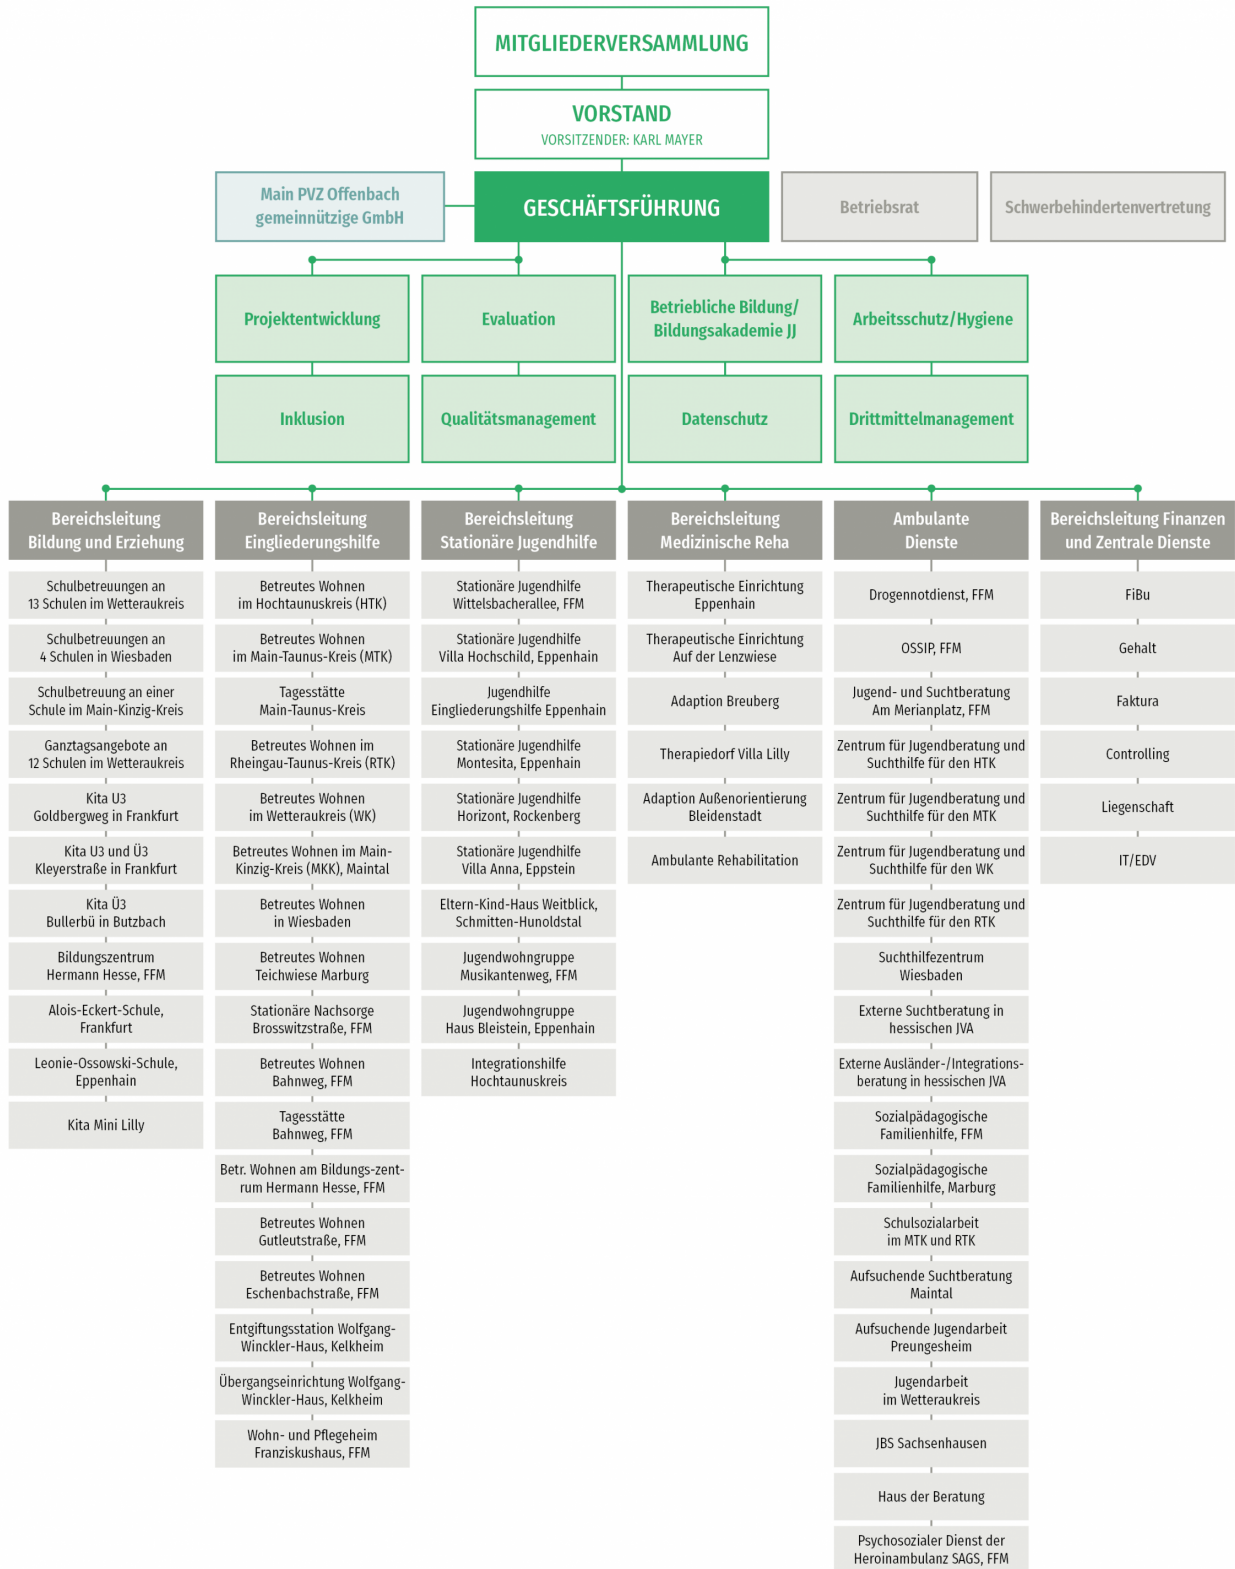 MITGLIEDERVERSAMMLUNG
VORSTAND
VORSITZENDER: KARL MAYER
Main PVZ Offenbach
gemeinnützige GmbH
GESCHÄFTSFÜHRUNG
Betriebsrat
Schwerbehindertenvertretung
Projektentwicklung
Evaluation
Betriebliche Bildung/
Bildungsakademie JJ
Arbeitsschutz/Hygiene
Inklusion
Qualitätsmanagement
Datenschutz
Drittmittelmanagement
Bereichsleitung
Bildung und Erziehung
Schulbetreuungen an
13 Schulen im Wetteraukreis
Schulbetreuungen an
4 Schulen in Wiesbaden
Schulbetreuung an einer
Schule im Main-Kinzig-Kreis
Ganztagsangebote an
12 Schulen im Wetteraukreis
Kita U3
Goldbergweg in Frankfurt
Kita U3 und Ü3
Kleyerstraße in Frankfurt
Kita Ü3
Bullerbü in Butzbach
Bildungszentrum
Hermann Hesse, FFM
Alois-Eckert-Schule,
Frankfurt
Leonie-Ossowski-Schule,
Eppenhain
Kita Mini Lilly
Bereichsleitung
Eingliederungshilfe
Betreutes Wohnen
im Hochtaunuskreis (HTK)
Betreutes Wohnen
im Main-Taunus-Kreis (MTK)
Tagesstätte
Main-Taunus-Kreis
Betreutes Wohnen im
Rheingau-Taunus-Kreis (RTK)
Betreutes Wohnen
im Wetteraukreis (WK)
Betreutes Wohnen im Main-
Kinzig-Kreis (MKK), Maintal
Betreutes Wohnen
in Wiesbaden
Betreutes Wohnen
Teichwiese Marburg
Stationäre Nachsorge
Brosswitzstraße, FFM
Betreutes Wohnen
Bahnweg, FFM
Tagesstätte
Bahnweg, FFM
Betr. Wohnen am Bildungs-zent-
rum Hermann Hesse, FFM
Betreutes Wohnen
Gutleutstraße, FFM
Betreutes Wohnen
Eschenbachstraße, FFM
Entgiftungsstation Wolfgang-
Winckler-Haus, Kelkheim
Übergangseinrichtung Wolfgang-
Winckler-Haus, Kelkheim
Wohn- und Pflegeheim
Franziskushaus, FFM
Bereichsleitung
Stationäre Jugendhilfe
Stationäre Jugendhilfe
Wittelsbacherallee, FFM
Stationäre Jugendhilfe
Villa Hochschild, Eppenhain
Jugendhilfe
Eingliederungshilfe Eppenhain
Stationäre Jugendhilfe
Montesita, Eppenhain
Stationäre Jugendhilfe
Horizont, Rockenberg
Stationäre Jugendhilfe
Villa Anna, Eppstein
Eltern-Kind-Haus Weitblick,
Schmitten-Hunoldstal
Jugendwohngruppe
Musikantenweg, FFM
Jugendwohngruppe
Haus Bleistein, Eppenhain
Integrationshilfe
Hochtaunuskreis
Bereichsleitung
Medizinische Reha
Therapeutische Einrichtung
Eppenhain
Therapeutische Einrichtung
Auf der Lenzwiese
Adaption Breuberg
Therapiedorf Villa Lilly
Adaption Außenorientierung
Bleidenstadt
Ambulante Rehabilitation
Ambulante
Dienste
Drogennotdienst, FFM
OSSIP, FFM
Jugend- und Suchtberatung
Am Merianplatz, FFM
Zentrum für Jugendberatung und
Suchthilfe für den HTK
Zentrum für Jugendberatung und
Suchthilfe für den MTK
Zentrum für Jugendberatung und
Suchthilfe für den WK
Zentrum für Jugendberatung und
Suchthilfe für den RTK
Suchthilfezentrum
Wiesbaden
Externe Suchtberatung in
hessischen JVA
Externe Ausländer-/Integrations-
beratung in hessischen JVA
Sozialpädagogische
Familienhilfe, FFM
Sozialpädagogische
Familienhilfe, Marburg
Schulsozialarbeit
im MTK und RTK
Aufsuchende Suchtberatung
Maintal
Aufsuchende Jugendarbeit
Preungesheim
Jugendarbeit
im Wetteraukreis
JBS Sachsenhausen
Haus der Beratung
Psychosozialer Dienst der
Heroinambulanz SAGS, FFM
Bereichsleitung Finanzen
und Zentrale Dienste
FiBu
Gehalt
Faktura
Controlling
Liegenschaft
IT/EDV